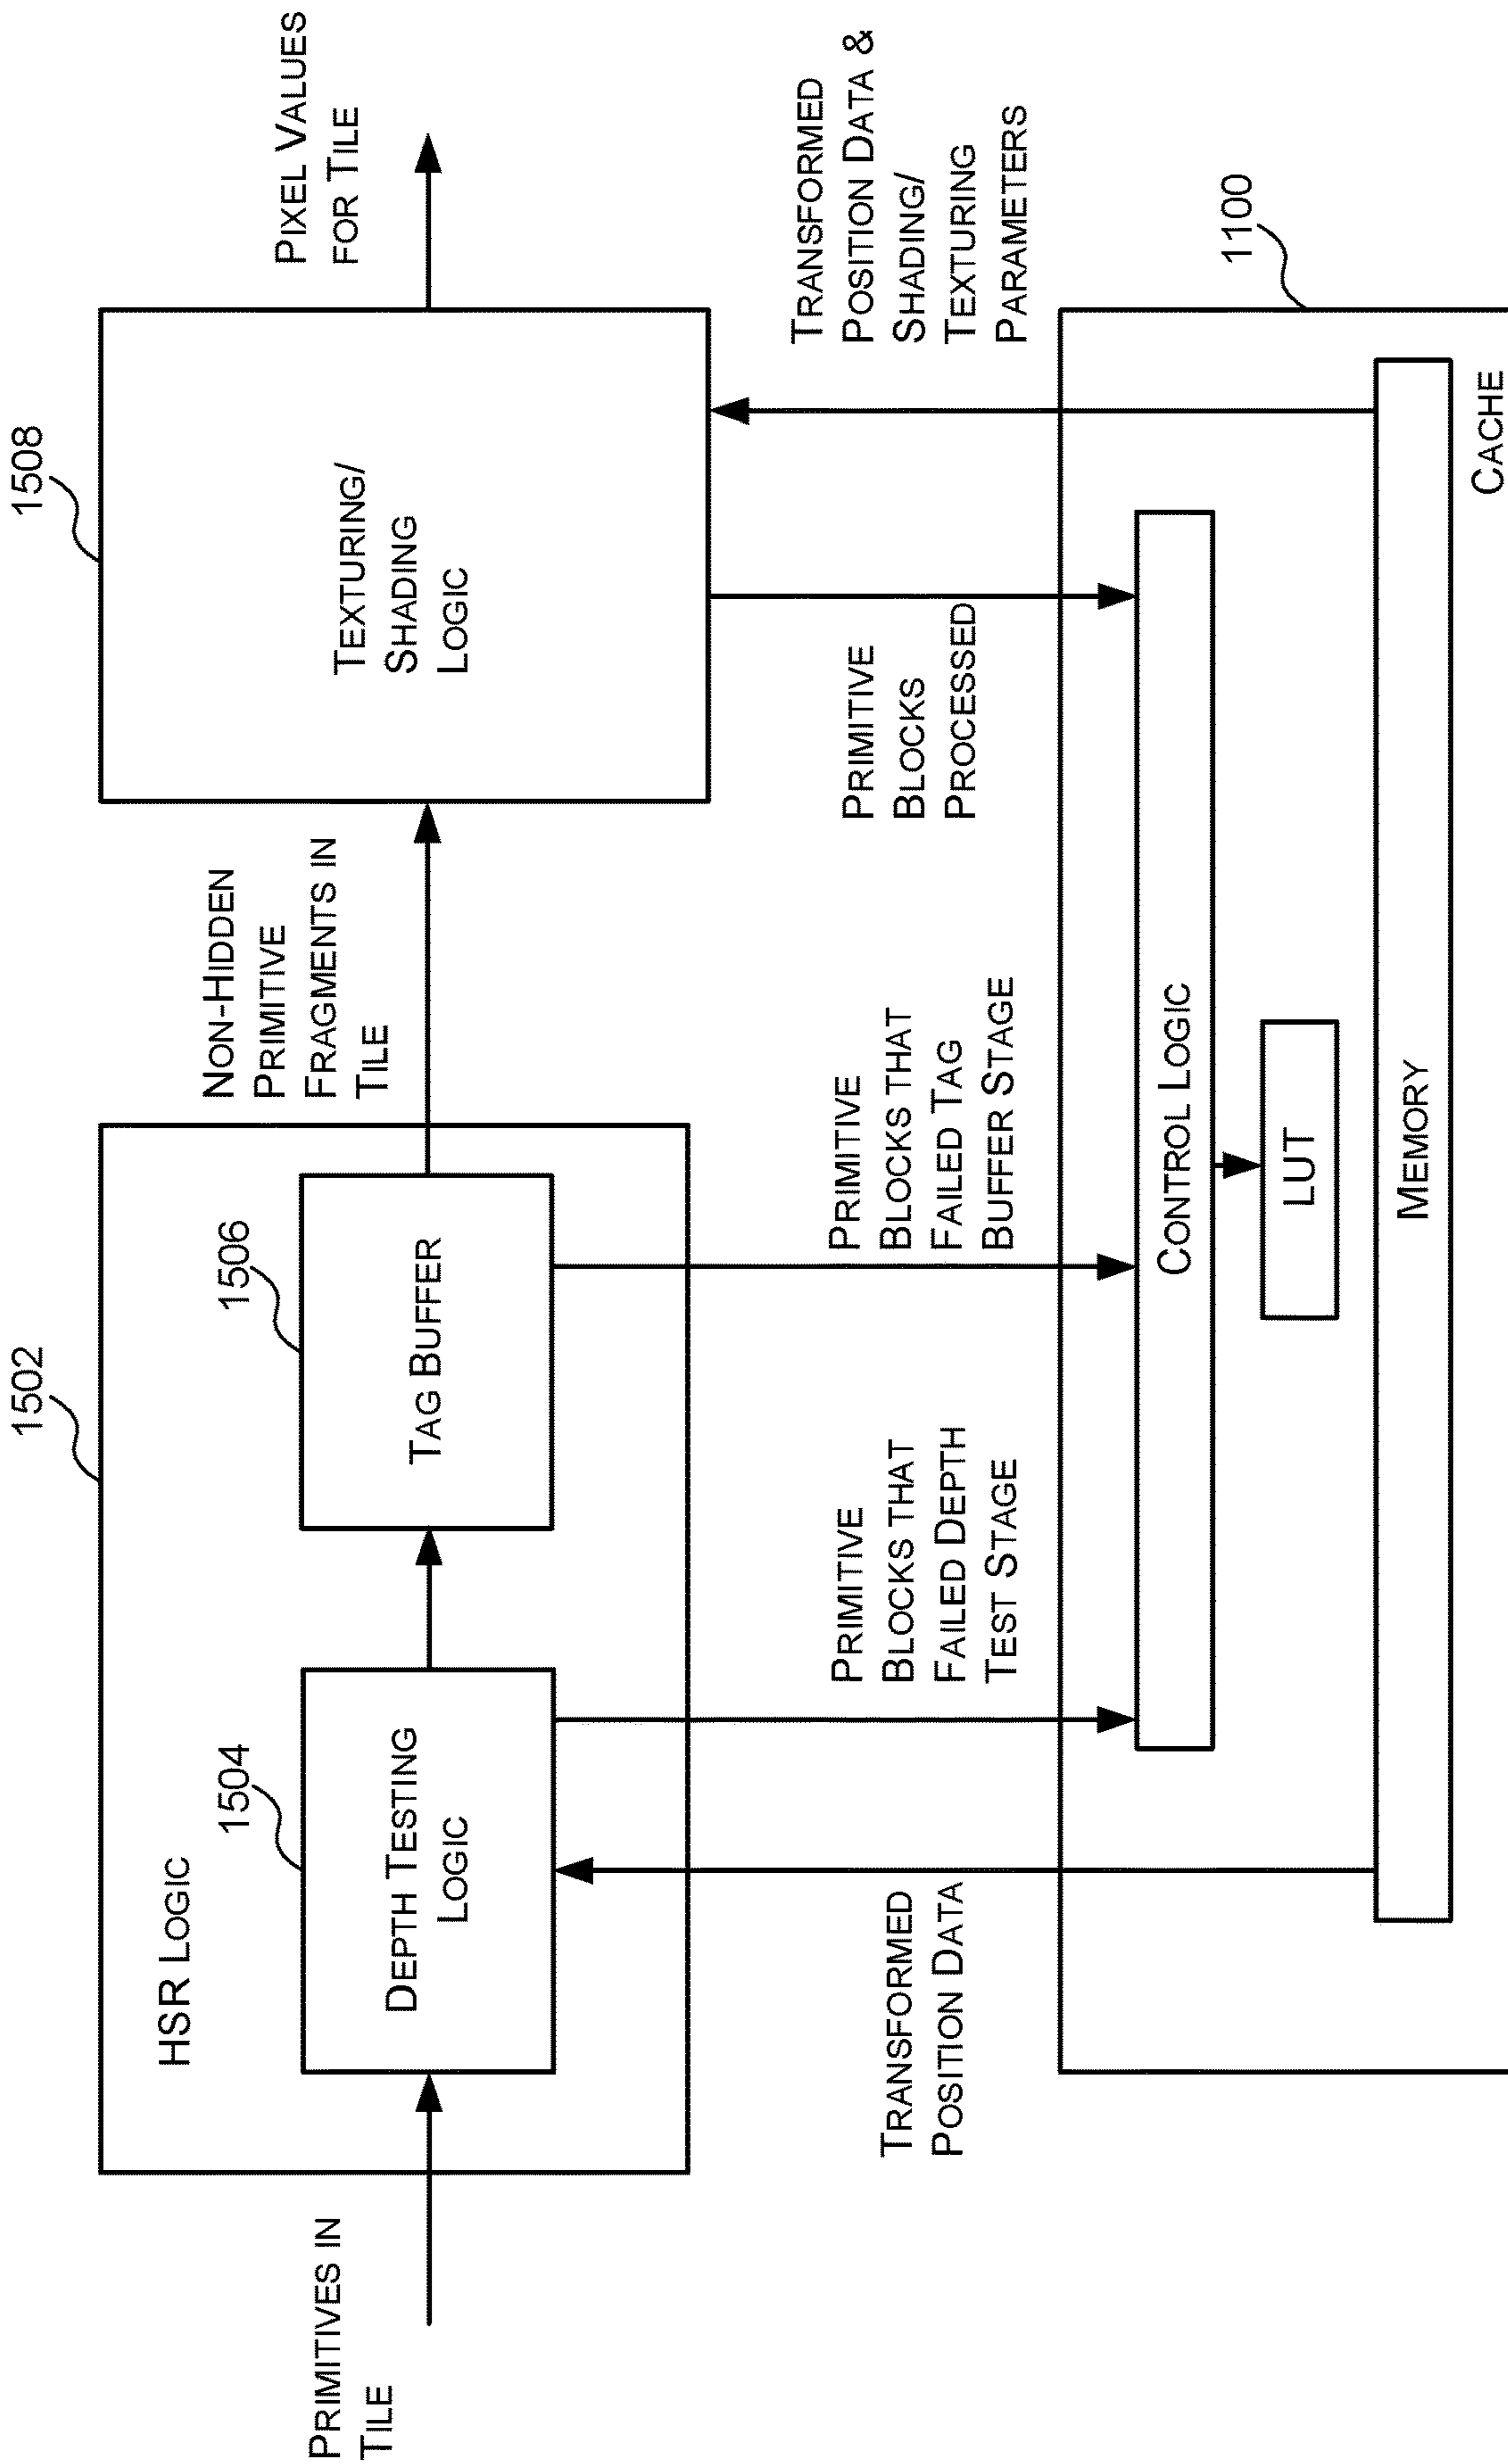 1502
1508
HSR LOGIC
1504
1506
PRIMITIVES IN
TILE
DEPTH TESTING
LOGIC
TAG BUFFER
NON-HIDDEN
PRIMITIVE
FRAGMENTS IN
TILE
TEXTURING/
SHADING
LOGIC
PIXEL VALUES
FOR TILE
TRANSFORMED
POSITION DATA
PRIMITIVE
BLOCKS THAT
FAILED DEPTH
TEST STAGE
PRIMITIVE
BLOCKS THAT
FAILED TAG
BUFFER STAGE
PRIMITIVE
BLOCKS
PROCESSED
TRANSFORMED
POSITION DATA &
SHADING/
TEXTURING
PARAMETERS
1100
CONTROL LOGIC
LUT
MEMORY
CACHE